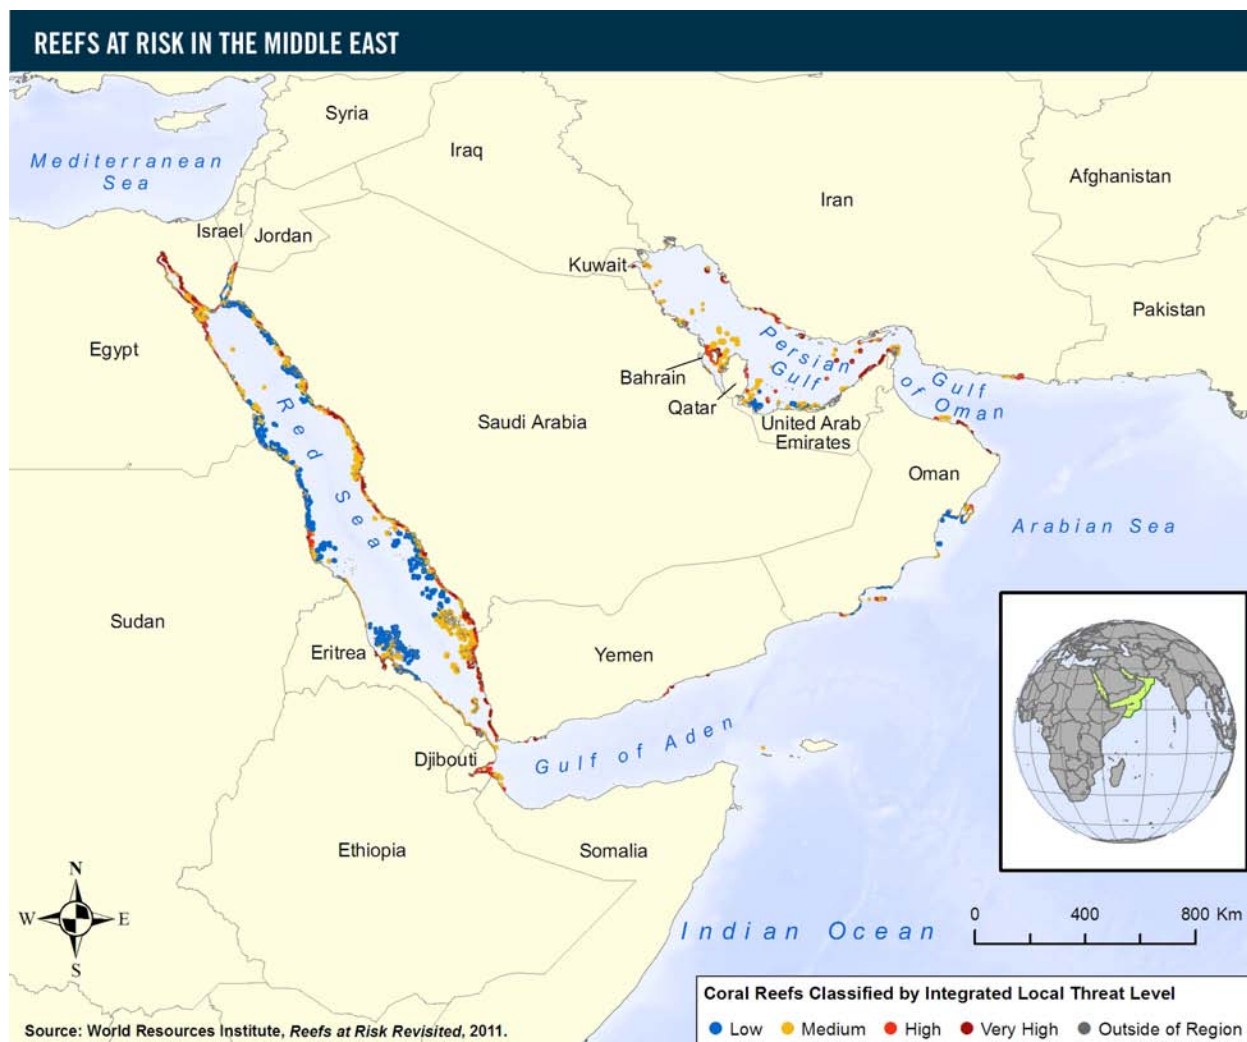 REEFS AT RISK IN THE MIDDLE EAST
Syria
Mediterranean
Sea
Iraq
Afghanistan
Iran
Israel
Jordan
Kuwait
Pakistan
Egypt
Persian
Gulf
Bahrain
Qatar
Gulf
of Oman
United Arab
Emirates
Saudi Arabia
Red Sea
Oman
Arabian Sea
Sudan
Eritrea
Yemen
Djibouti
Gulf of Aden
Ethiopia
Somalia
N
W
E
S
Indian Ocean
0 400 800 Km
Coral Reefs Classified by Integrated Local Threat Level
Low Medium High Very High Outside of Region
Source: World Resources Institute, Reefs at Risk Revisited, 2011.